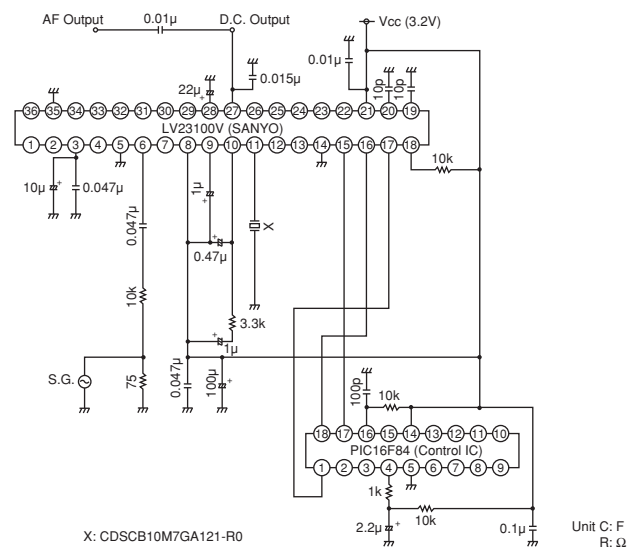 AF Output
0.01µ
D.C. Output
Vcc (3.2V)
0.01µ
0.015µ
22µ
+
10p
10p
36 35 34 33 32 31 30 29 28 27 26 25 24 23 22 21 20 19
LV23100V (SANYO)
1 2 3 4 5 6 7 8 9 10 11 12 13 14 15 16 17 18
10k
10µ
+
0.047µ
0.047µ
1µ
+
+
0.47µ
X
10k
3.3k
+
1µ
S.G.
75
0.047µ
100µ
+
100p
10k
18 17 16 15 14 13 12 11 10
PIC16F84 (Control IC)
1 2 3 4 5 6 7 8 9
1k
10k
2.2µ
+
0.1µ
X: CDSCB10M7GA121-R0
Unit C: F
R: Ω